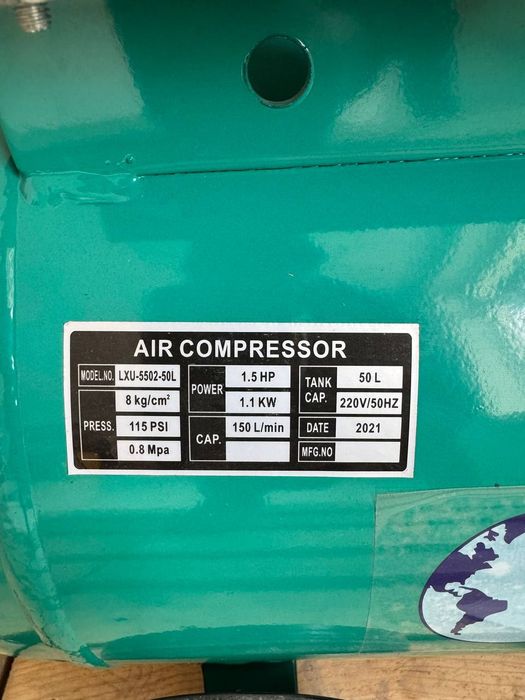 AIR COMPRESSOR
MODEL.NO. LXU-5502-50L
PRESS. 8 kg/cm²
115 PSI
0.8 Mpa
POWER 1.5 HP
1.1 KW
CAP. 150 L/min
TANK CAP. 50 L
220V/50HZ
DATE 2021
MFG.NO